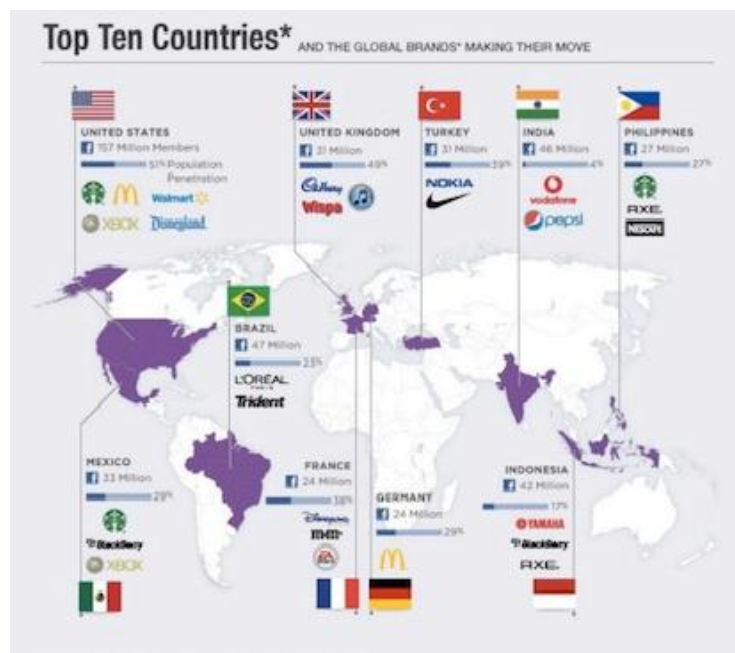 Top Ten Countries* AND THE GLOBAL BRANDS* MAKING THEIR MOVE
UNITED STATES
f 157 Million Members
51% Population
Penetration
Walmart
XBOX Disneyland
UNITED KINGDOM
f 31 Million
49%
Cadbury
Wispa
TURKEY
f 31 Million
39%
NOKIA
INDIA
f 46 Million
4%
vodafone
pepsi
PHILIPPINES
f 27 Million
27%
AXE
NESCAFE
BRAZIL
f 47 Million
23%
L'ORÉAL
PARIS
Trident
MEXICO
f 33 Million
29%
BlackBerry
XBOX
FRANCE
f 24 Million
38%
Disneyland
m&m's
EA
GERMANY
f 24 Million
29%
INDONESIA
f 42 Million
17%
YAMAHA
BlackBerry
AXE